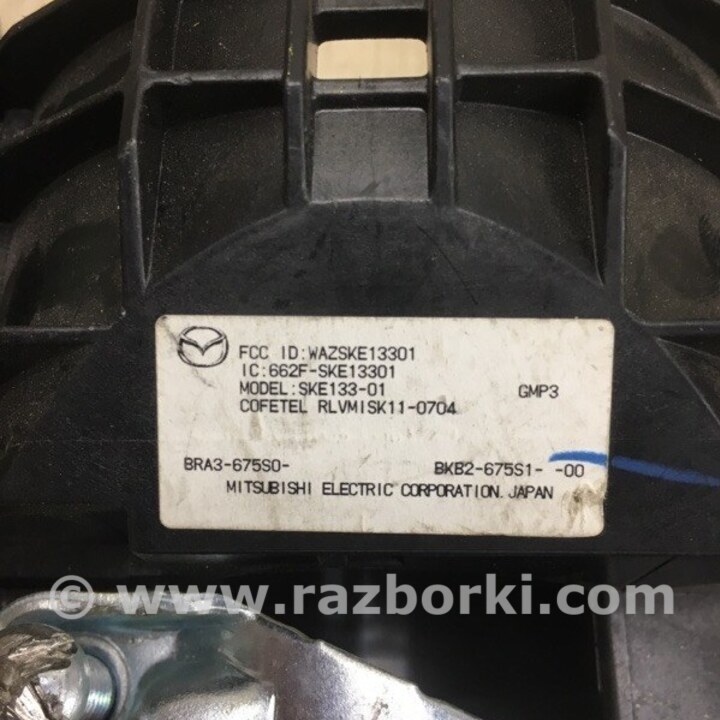 FCC ID:WAZSKE13301
IC:662F-SKE13301
MODEL:SKE133-01 GMP3
COFETEL RLVMISK11-0704
BRA3-675S0- BKB2-675S1- -00
MITSUBISHI ELECTRIC CORPORATION. JAPAN
© www.razborki.com